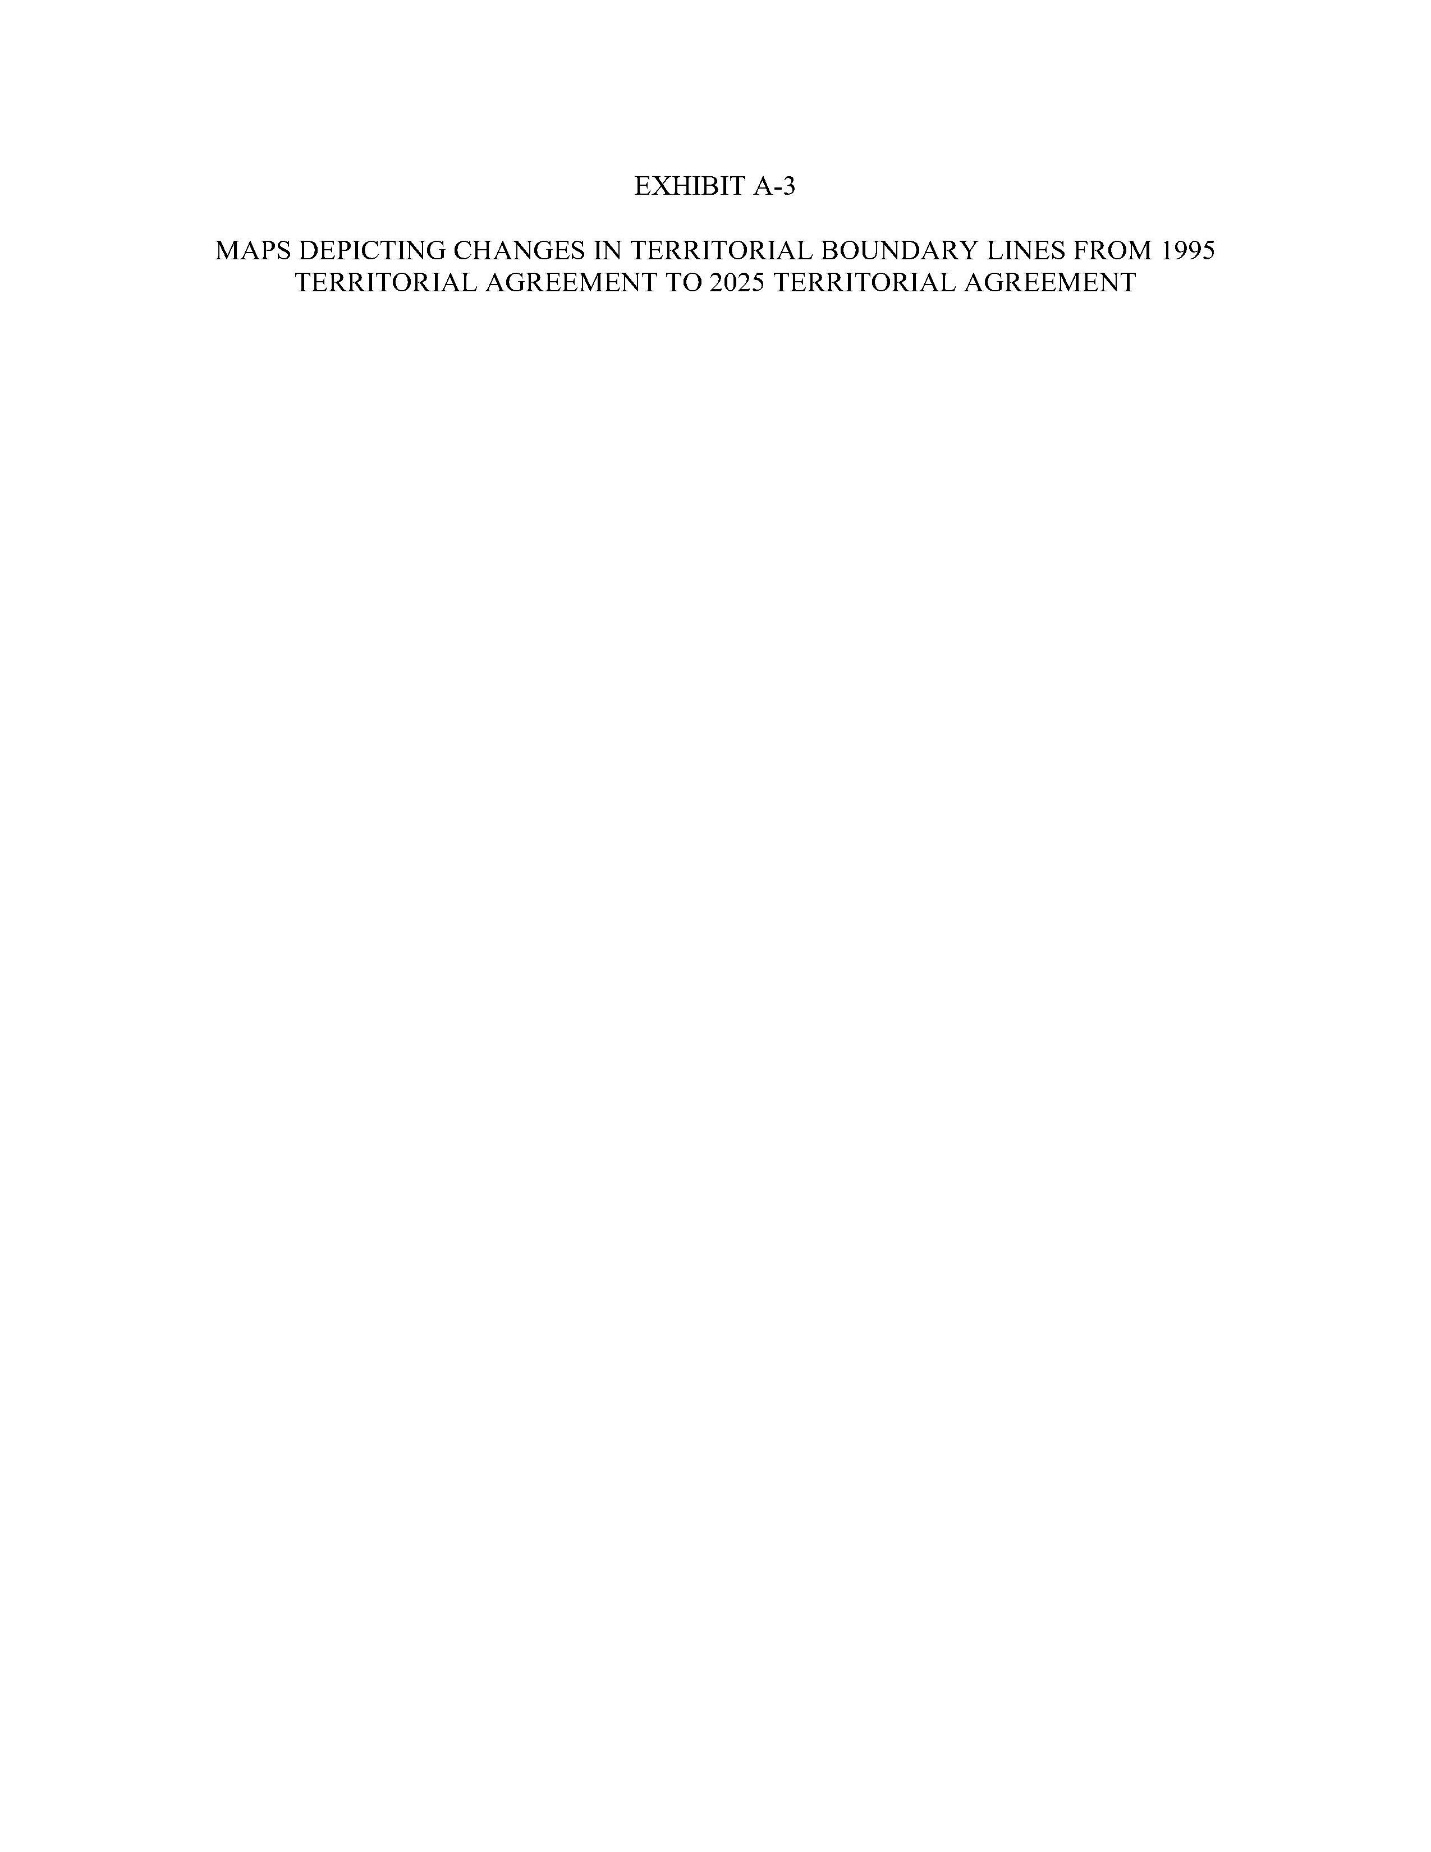 EXHIBIT A-3
MAPS DEPICTING CHANGES IN TERRITORIAL BOUNDARY LINES FROM 1995
TERRITORIAL AGREEMENT TO 2025 TERRITORIAL AGREEMENT